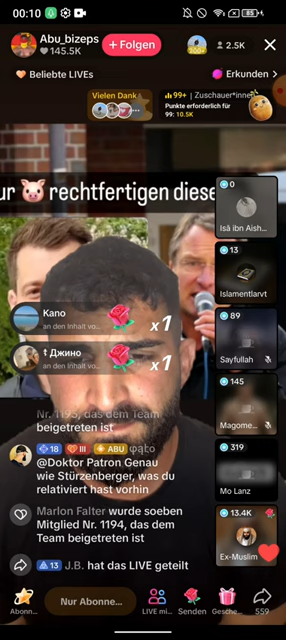 00:10
85
Abu_bizeps
145.5K
+ Folgen
2.5K
Beliebte LIVEs
Erkunden >
Vielen Dank
99+ | Zuschauer*innen
Punkte erforderlich für
99: 10.5K
ur 🐷 rechtfertigen diese
0
Isā ibn Aish...
13
Islamentlarvt
89
Sayfullah
145
Magome...
319
Mo Lanz
13.4K
Ex-Muslim
Kano
an den Inhalt vo...
x1
Джино
an den Inhalt vo...
x1
Nr. 1193, das dem Team
beigetreten ist
18 III ABU
@Doktor Patron Genau
wie Stürzenberger, was du
relativiert hast vorhin
Marlon Falter wurde soeben
Mitglied Nr. 1194, das dem
Team beigetreten ist
13 J.B. hat das LIVE geteilt
Abonn...
Nur Abonne...
LIVE mi...
Senden
Gesche...
559